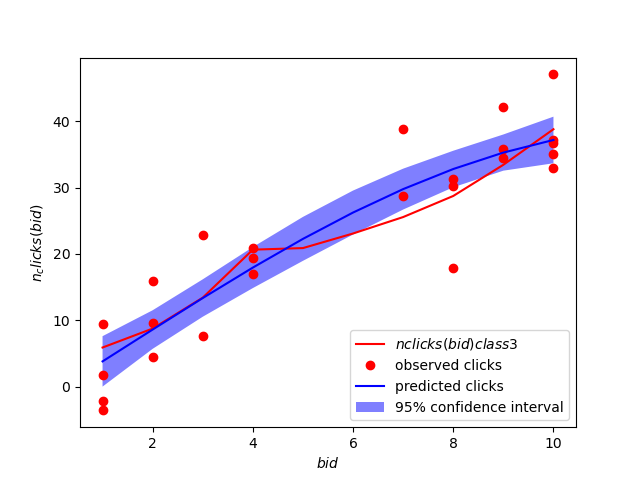 40
30
20
10
0
n_clicks(bid)
nclicks(bid)class3
observed clicks
predicted clicks
95% confidence interval
2
4
6
8
10
bid